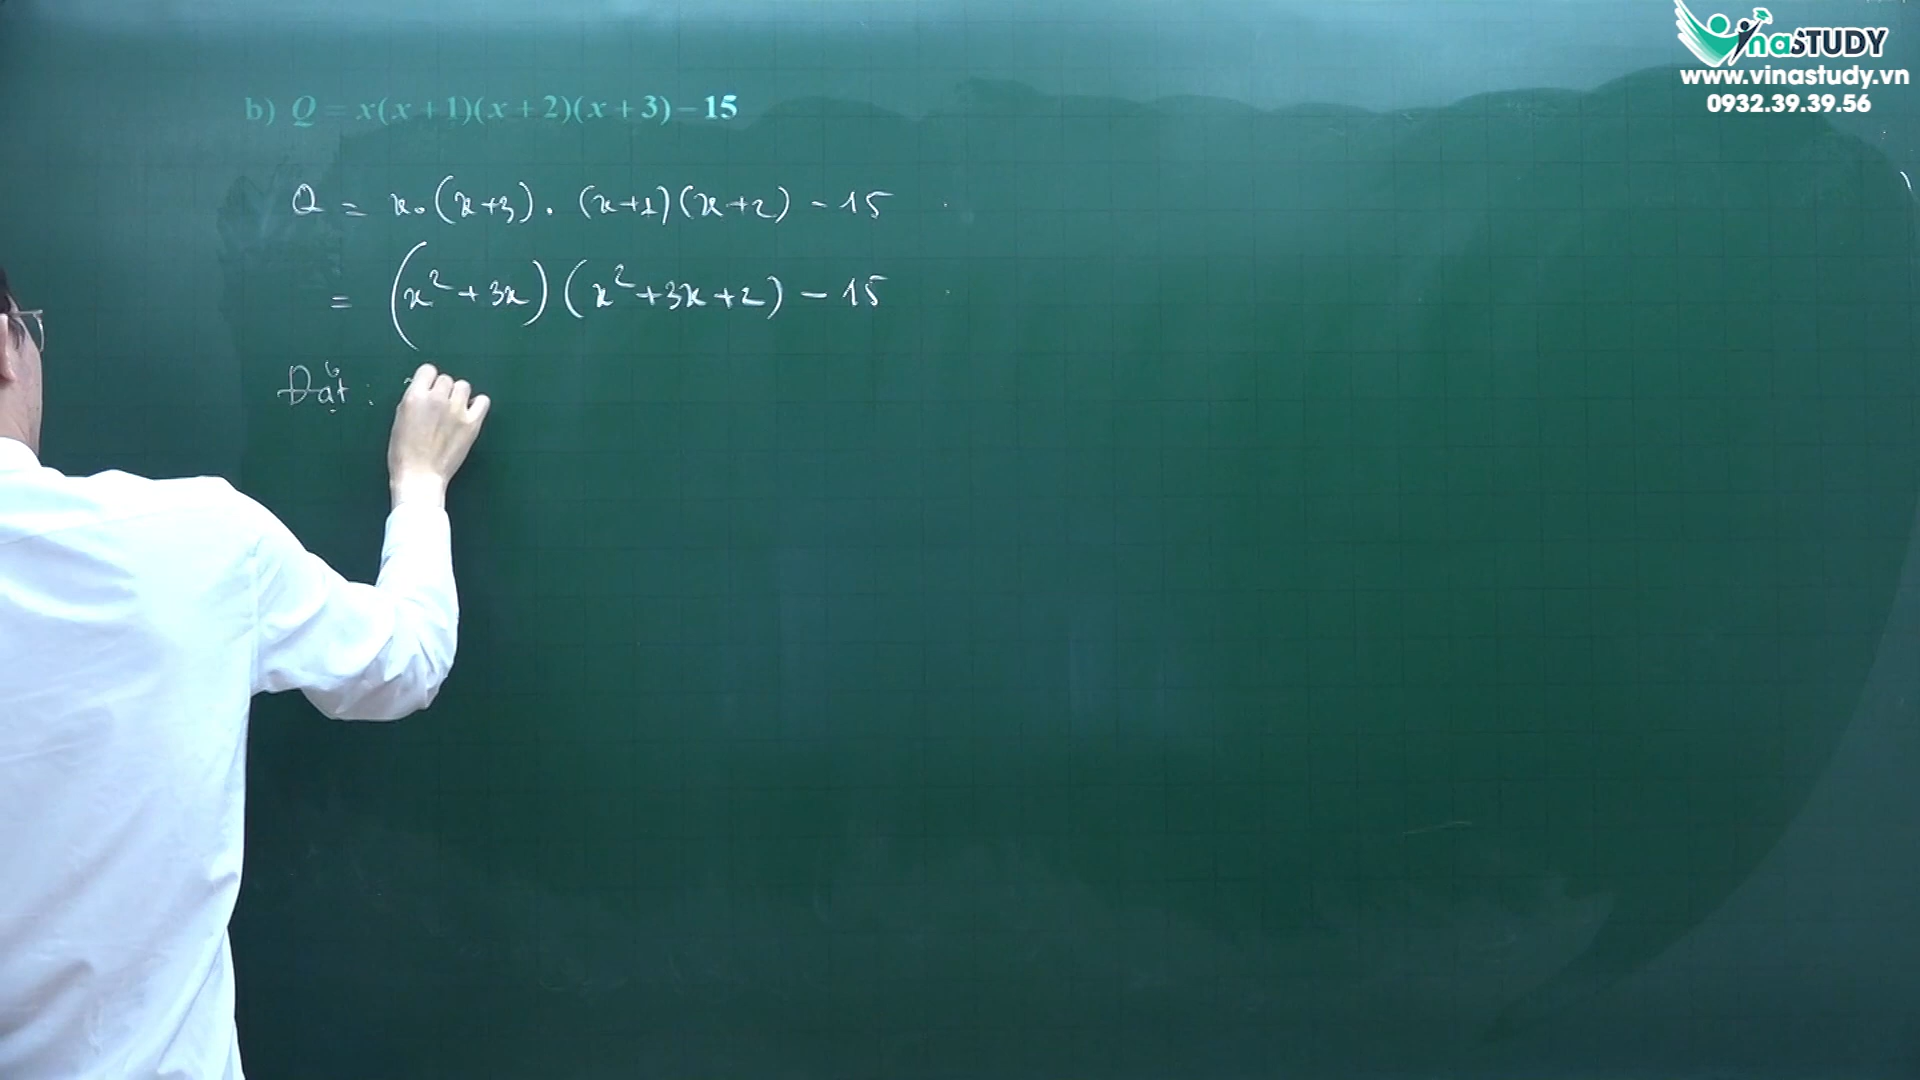 vinaSTUDY
www.vinastudy.vn
0932.39.39.56
b) Q = x(x + 1)(x + 2)(x + 3) – 15
Q = x.(x+3).(x+1)(x+2) - 15
= (x²+3x)(x²+3x+2) - 15
Đặt :